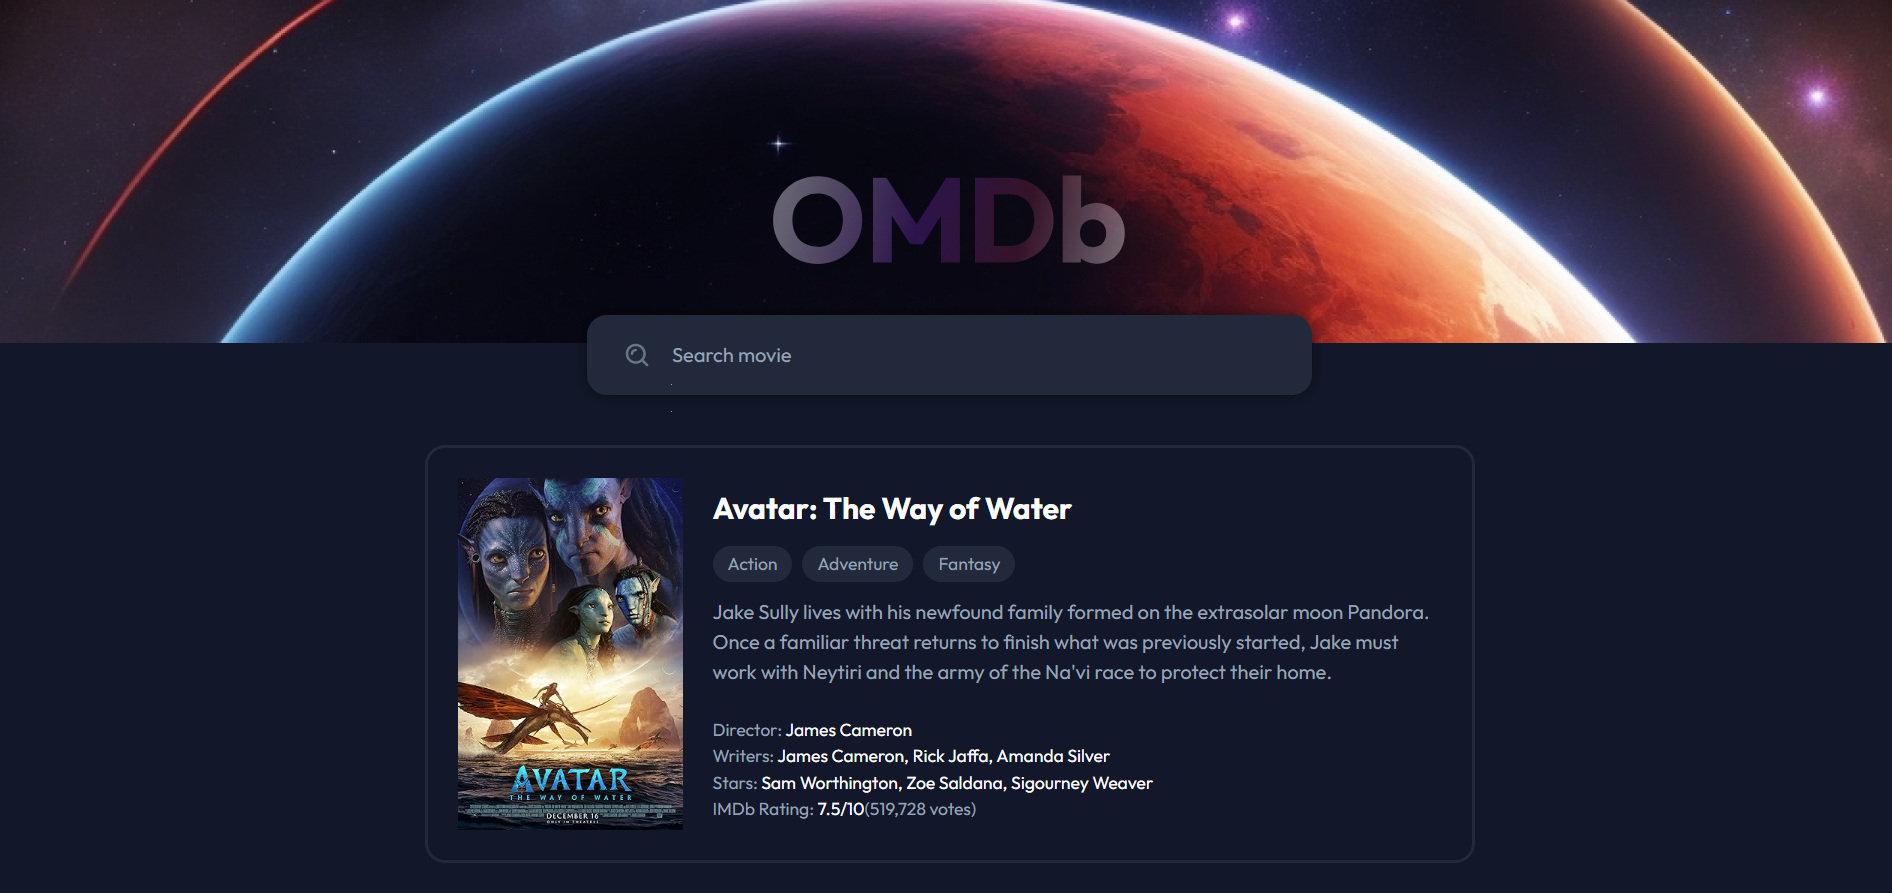 OMDb
Search movie
Avatar: The Way of Water
Action Adventure Fantasy
Jake Sully lives with his newfound family formed on the extrasolar moon Pandora.
Once a familiar threat returns to finish what was previously started, Jake must
work with Neytiri and the army of the Na'vi race to protect their home.
Director: James Cameron
Writers: James Cameron, Rick Jaffa, Amanda Silver
Stars: Sam Worthington, Zoe Saldana, Sigourney Weaver
IMDb Rating: 7.5/10(519,728 votes)
AVATAR
THE WAY OF WATER
DECEMBER 16
ONLY IN THEATRES